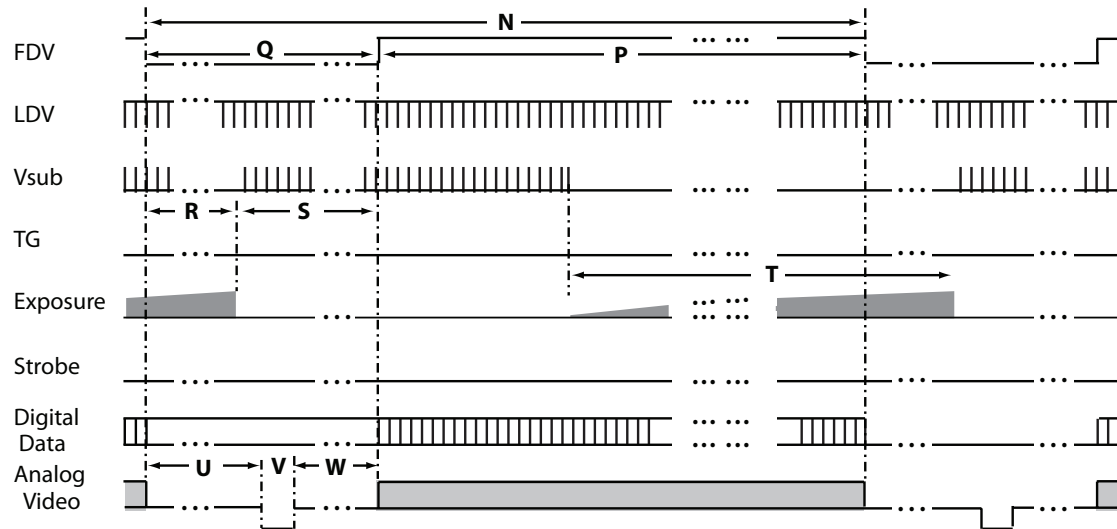 N
FDV
Q
P
LDV
Vsub
R
S
TG
T
Exposure
Strobe
Digital
Data
U
V
W
Analog
Video